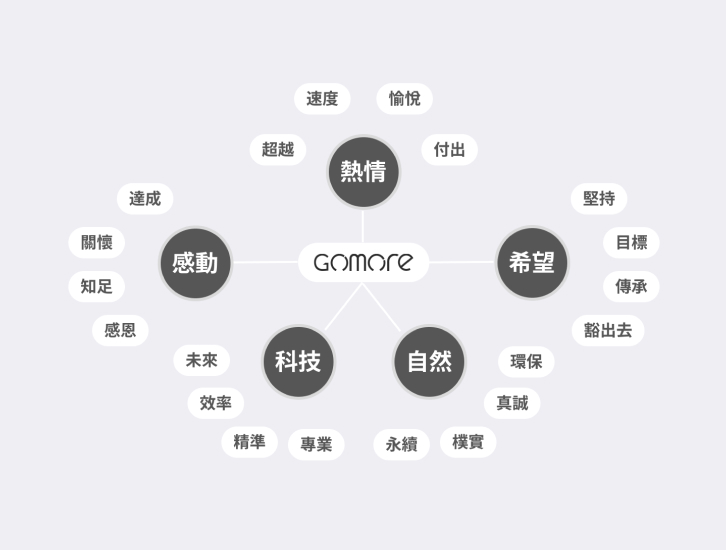 速度
愉悅
超越
付出
熱情
達成
堅持
關懷
目標
感動
GOMORE
希望
知足
傳承
感恩
豁出去
未來
科技
自然
環保
效率
真誠
精準
專業
永續
樸實